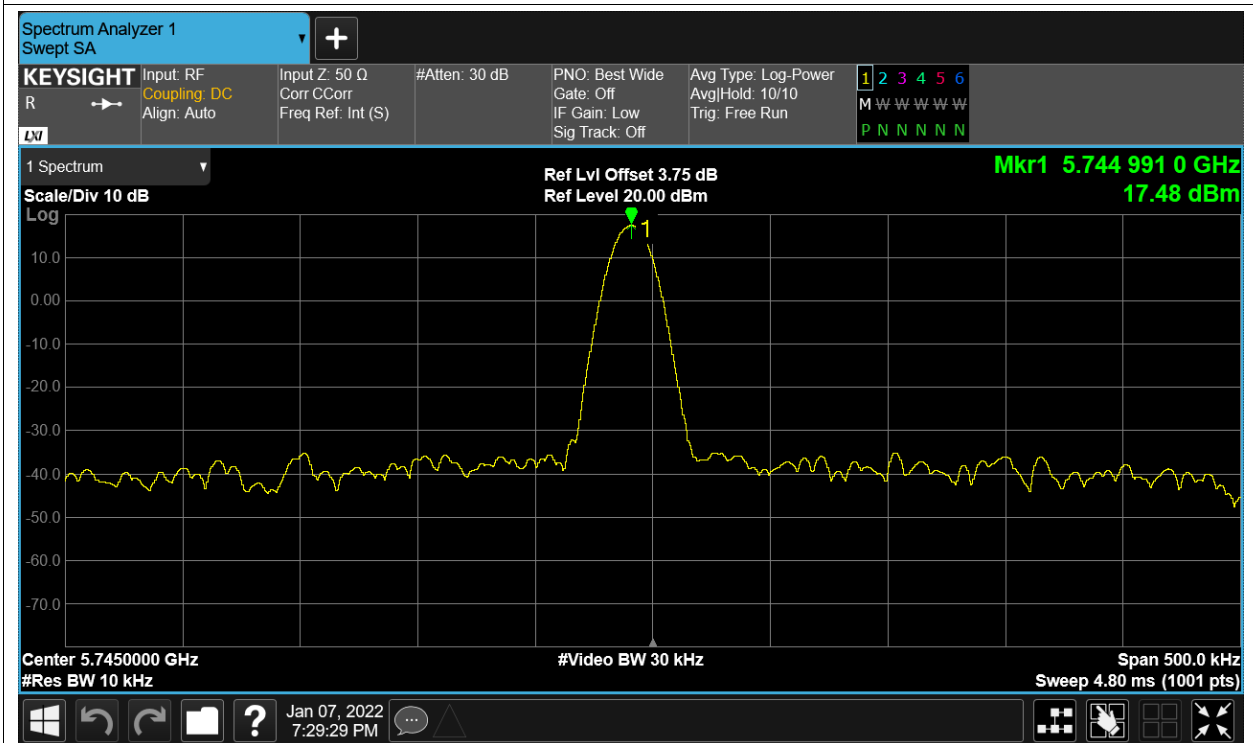 Spectrum Analyzer 1
Swept SA
KEYSIGHT
R
LXI
Input: RF
Coupling: DC
Align: Auto
Input Z: 50 Ω
Corr CCorr
Freq Ref: Int (S)
#Atten: 30 dB
PNO: Best Wide
Gate: Off
IF Gain: Low
Sig Track: Off
Avg Type: Log-Power
Avg|Hold: 10/10
Trig: Free Run
1 2 3 4 5 6
M W W W W W
P N N N N N
1 Spectrum
Scale/Div 10 dB
Log
Ref Lvl Offset 3.75 dB
Ref Level 20.00 dBm
Mkr1 5.744 991 0 GHz
17.48 dBm
1
10.0
0.00
-10.0
-20.0
-30.0
-40.0
-50.0
-60.0
-70.0
Center 5.7450000 GHz
#Res BW 10 kHz
#Video BW 30 kHz
Span 500.0 kHz
Sweep 4.80 ms (1001 pts)
?
Jan 07, 2022
7:29:29 PM